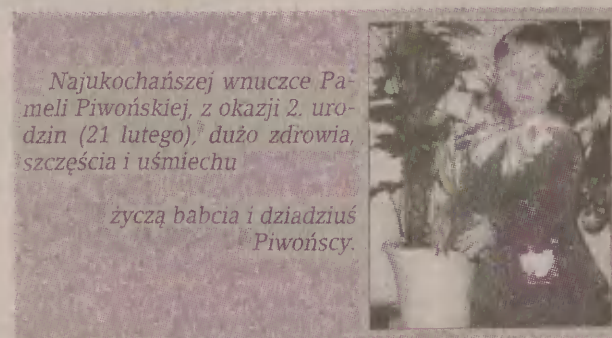 Najukochańszej wnuczce Pa-
meli Piwońskiej, z okazji 2. uro-
dzin (21 lutego), dużo zdrowia,
szczęścia i uśmiechu
życzą babcia i dziadziuś
Piwońscy.